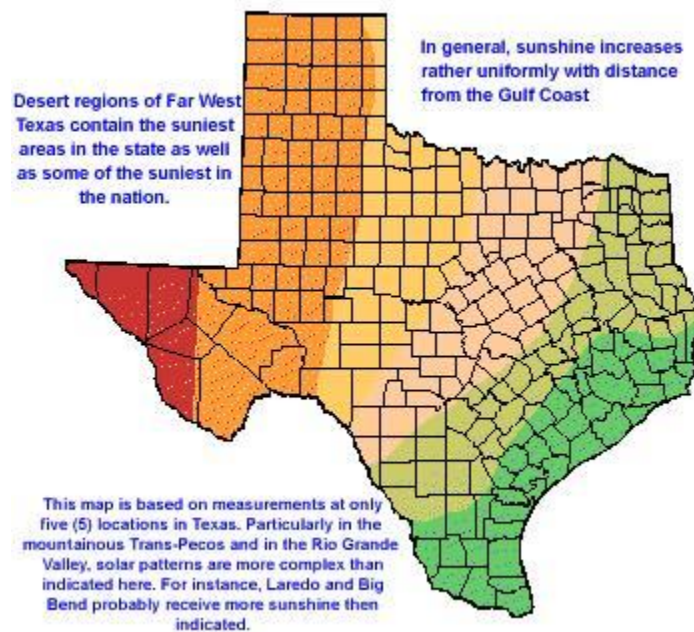 In general, sunshine increases
rather uniformly with distance
from the Gulf Coast
Desert regions of Far West
Texas contain the suniest
areas in the state as well
as some of the suniest in
the nation.
This map is based on measurements at only
five (5) locations in Texas. Particularly in the
mountainous Trans-Pecos and in the Rio Grande
Valley, solar patterns are more complex than
indicated here. For instance, Laredo and Big
Bend probably receive more sunshine then
indicated.